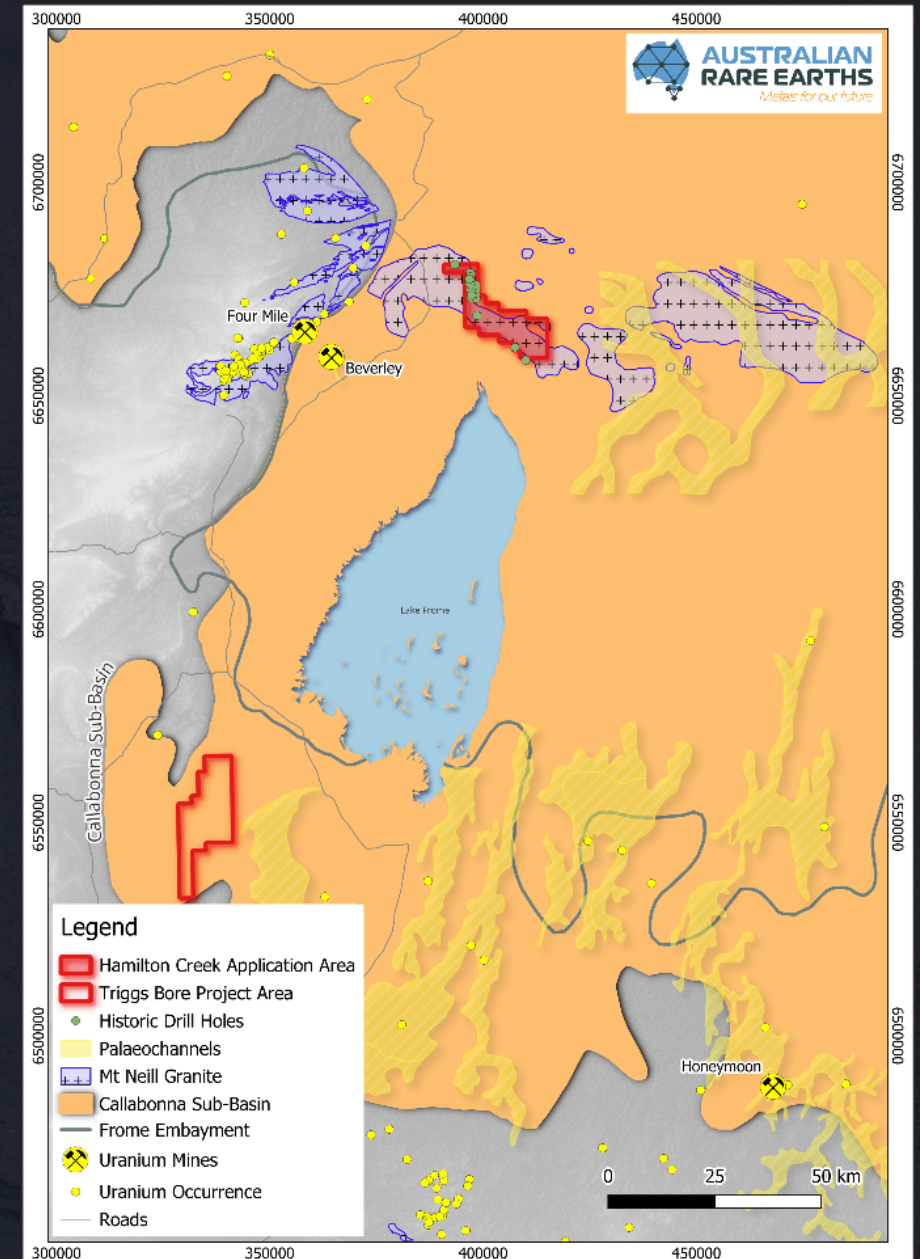 300000 350000 400000 450000
AUSTRALIAN
RARE EARTHS
Metals for our future
6700000
6700000
Four Mile
Beverley
6650000
6650000
Lake Frome
6600000
6600000
Callabonna Sub-Basin
6550000
6550000
Legend
Hamilton Creek Application Area
Triggs Bore Project Area
Historic Drill Holes
Palaeochannels
Mt Neill Granite
Callabonna Sub-Basin
Frome Embayment
Uranium Mines
Uranium Occurrence
Roads
6500000
6500000
Honeymoon
0 25 50 km
300000 350000 400000 450000